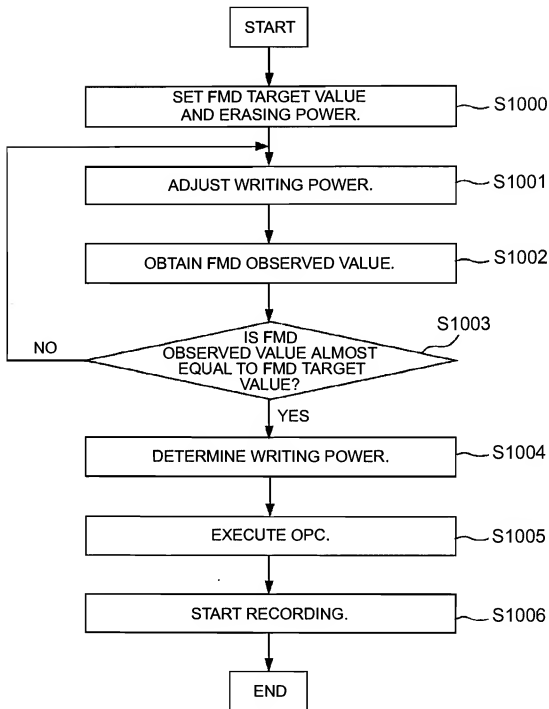 START
SET FMD TARGET VALUE
AND ERASING POWER.
S1000
ADJUST WRITING POWER.
S1001
OBTAIN FMD OBSERVED VALUE.
S1002
S1003
IS FMD
OBSERVED VALUE ALMOST
EQUAL TO FMD TARGET
VALUE?
NO
YES
DETERMINE WRITING POWER.
S1004
EXECUTE OPC.
S1005
START RECORDING.
S1006
END